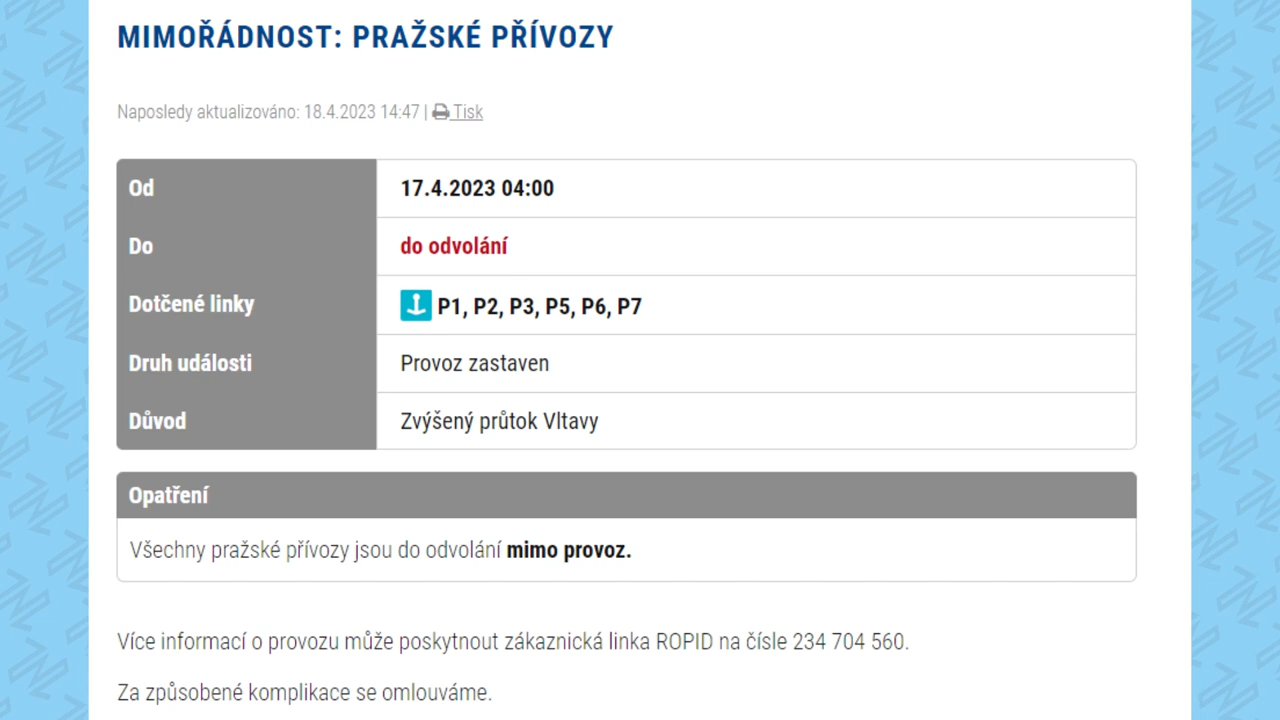 MIMOŘÁDNOST: PRAŽSKÉ PŘÍVOZY
Naposledy aktualizováno: 18.4.2023 14:47 | Tisk
Od 17.4.2023 04:00
Do do odvolání
Dotčené linky P1, P2, P3, P5, P6, P7
Druh události Provoz zastaven
Důvod Zvýšený průtok Vltavy
Opatření
Všechny pražské přívozy jsou do odvolání mimo provoz.
Více informací o provozu může poskytnout zákaznická linka ROPID na čísle 234 704 560.
Za způsobené komplikace se omlouváme.